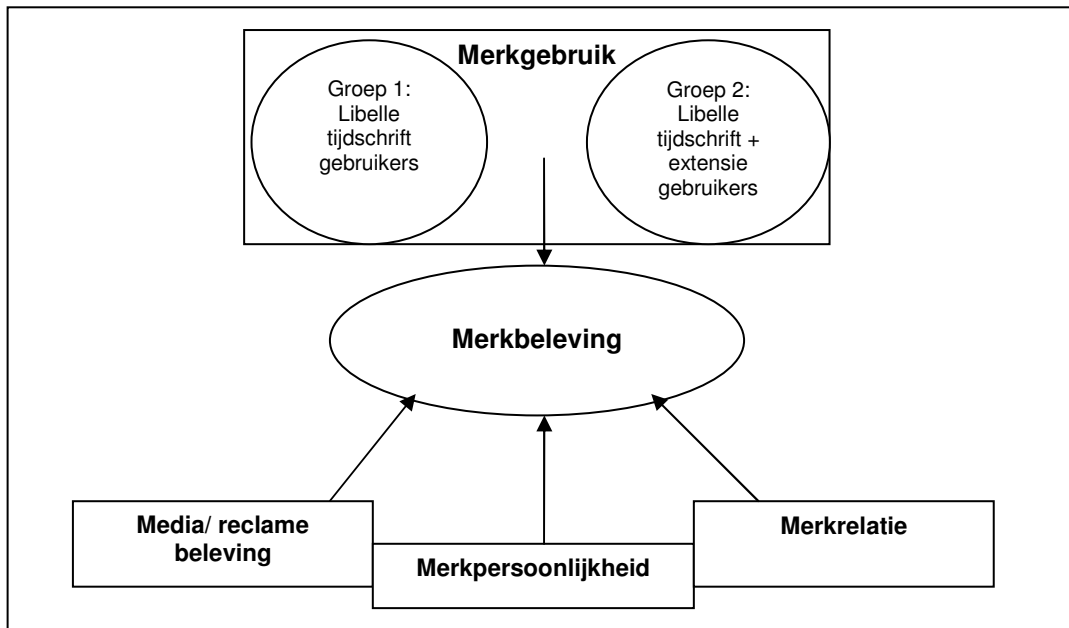 Merkgebruik
Groep 1:
Libelle
tijdschrift
gebruikers
Groep 2:
Libelle
tijdschrift +
extensie
gebruikers
Merkbeleving
Media/ reclame
beleving
Merkpersoonlijkheid
Merkrelatie